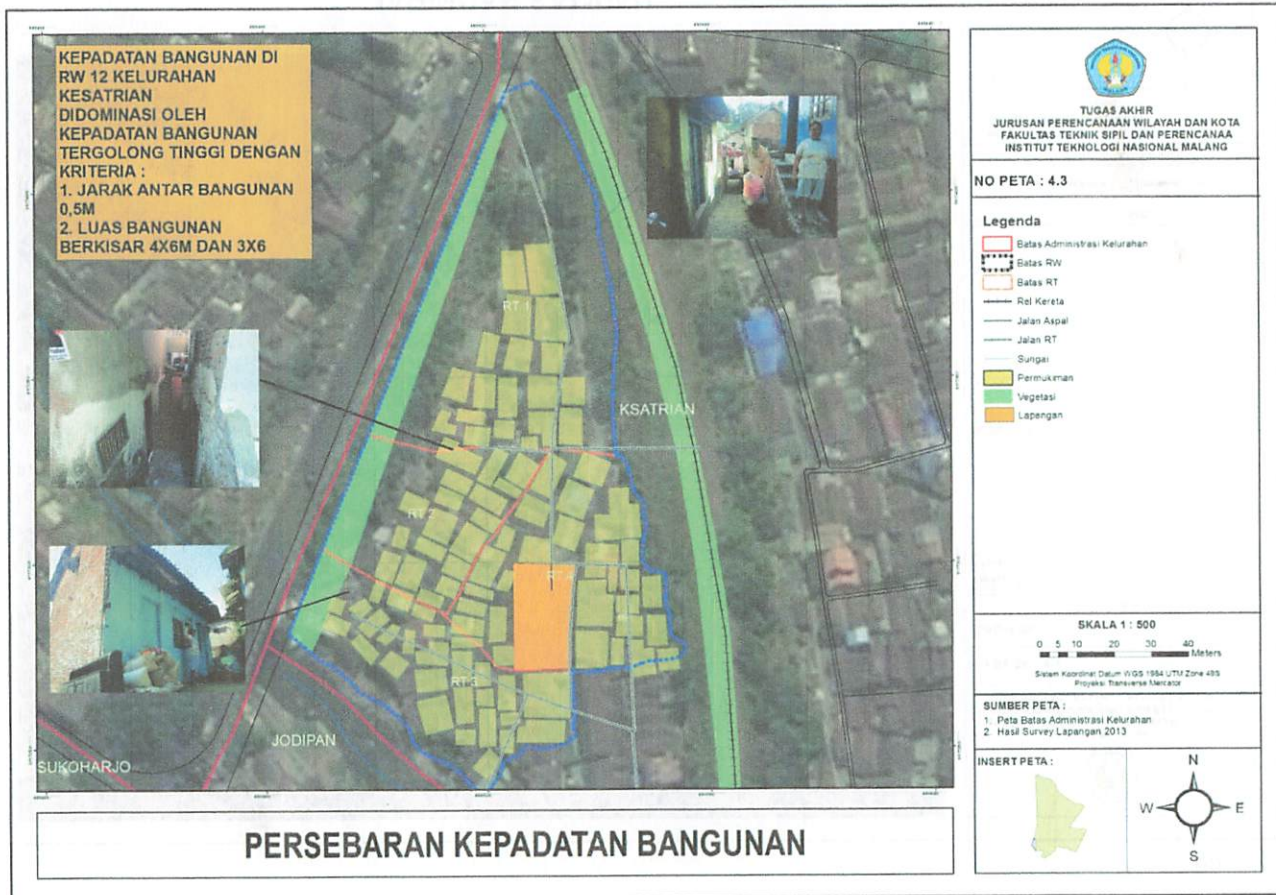 KEPADATAN BANGUNAN DI
RW 12 KELURAHAN
KESATRIAN
DIDOMINASI OLEH
KEPADATAN BANGUNAN
TERGOLONG TINGGI DENGAN
KRITERIA :
1. JARAK ANTAR BANGUNAN
0,5M
2. LUAS BANGUNAN
BERKISAR 4X6M DAN 3X6
RT 1
KSATRIAN
RT 2
RT 4
RT 3
JODIPAN
SUKOHARJO
PERSEBARAN KEPADATAN BANGUNAN
TUGAS AKHIR
JURUSAN PERENCANAAN WILAYAH DAN KOTA
FAKULTAS TEKNIK SIPIL DAN PERENCANAA
INSTITUT TEKNOLOGI NASIONAL MALANG
NO PETA : 4.3
Legenda
Batas Administrasi Kelurahan
Batas RW
Batas RT
Rel Kereta
Jalan Aspal
Jalan RT
Sungai
Permukiman
Vegetasi
Lapangan
SKALA 1 : 500
0 5 10 20 30 40
Meters
Sistem Koordinat Datum WGS 1984 UTM Zone 49S
Proyeksi Transverse Mercator
SUMBER PETA :
1. Peta Batas Administrasi Kelurahan
2. Hasil Survey Lapangan 2013
INSERT PETA :
N
W E
S